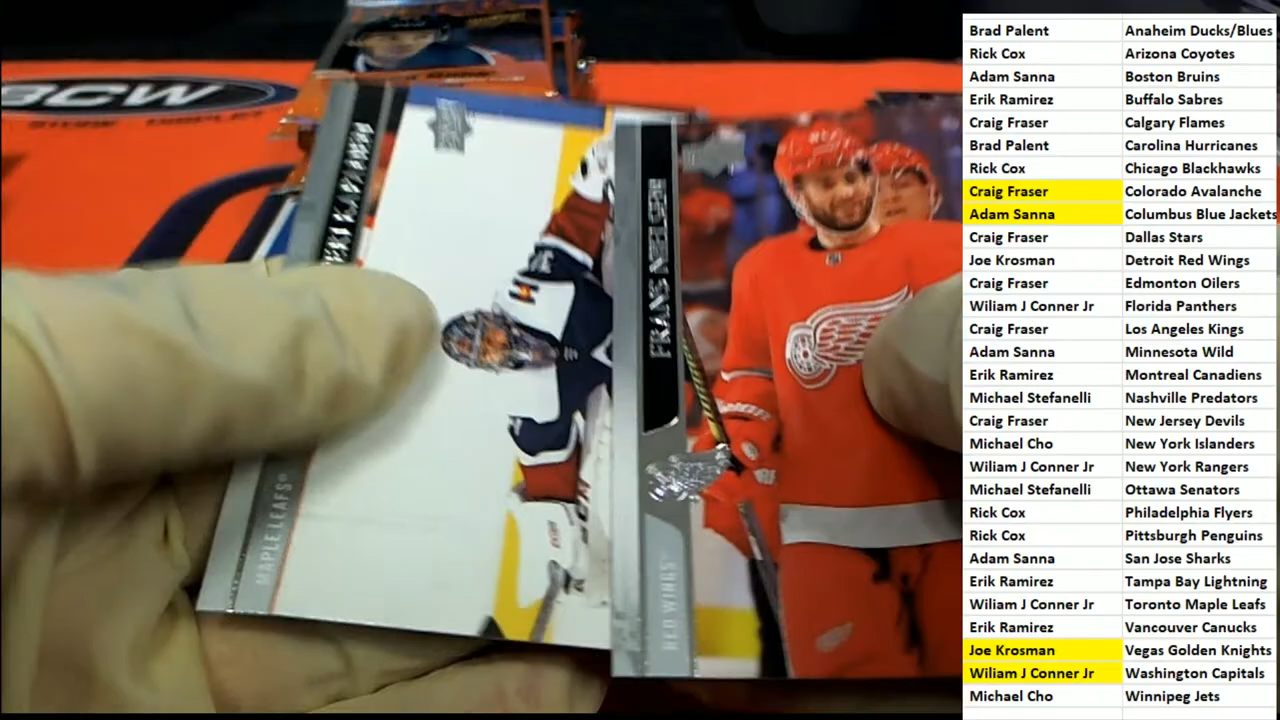 BCW
FRANS NIELSEN
RED WINGS
MAPLE LEAFS
Brad Palent Anaheim Ducks/Blues
Rick Cox Arizona Coyotes
Adam Sanna Boston Bruins
Erik Ramirez Buffalo Sabres
Craig Fraser Calgary Flames
Brad Palent Carolina Hurricanes
Rick Cox Chicago Blackhawks
Craig Fraser Colorado Avalanche
Adam Sanna Columbus Blue Jackets
Craig Fraser Dallas Stars
Joe Krosman Detroit Red Wings
Craig Fraser Edmonton Oilers
Wiliam J Conner Jr Florida Panthers
Craig Fraser Los Angeles Kings
Adam Sanna Minnesota Wild
Erik Ramirez Montreal Canadiens
Michael Stefanelli Nashville Predators
Craig Fraser New Jersey Devils
Michael Cho New York Islanders
Wiliam J Conner Jr New York Rangers
Michael Stefanelli Ottawa Senators
Rick Cox Philadelphia Flyers
Rick Cox Pittsburgh Penguins
Adam Sanna San Jose Sharks
Erik Ramirez Tampa Bay Lightning
Wiliam J Conner Jr Toronto Maple Leafs
Erik Ramirez Vancouver Canucks
Joe Krosman Vegas Golden Knights
Wiliam J Conner Jr Washington Capitals
Michael Cho Winnipeg Jets